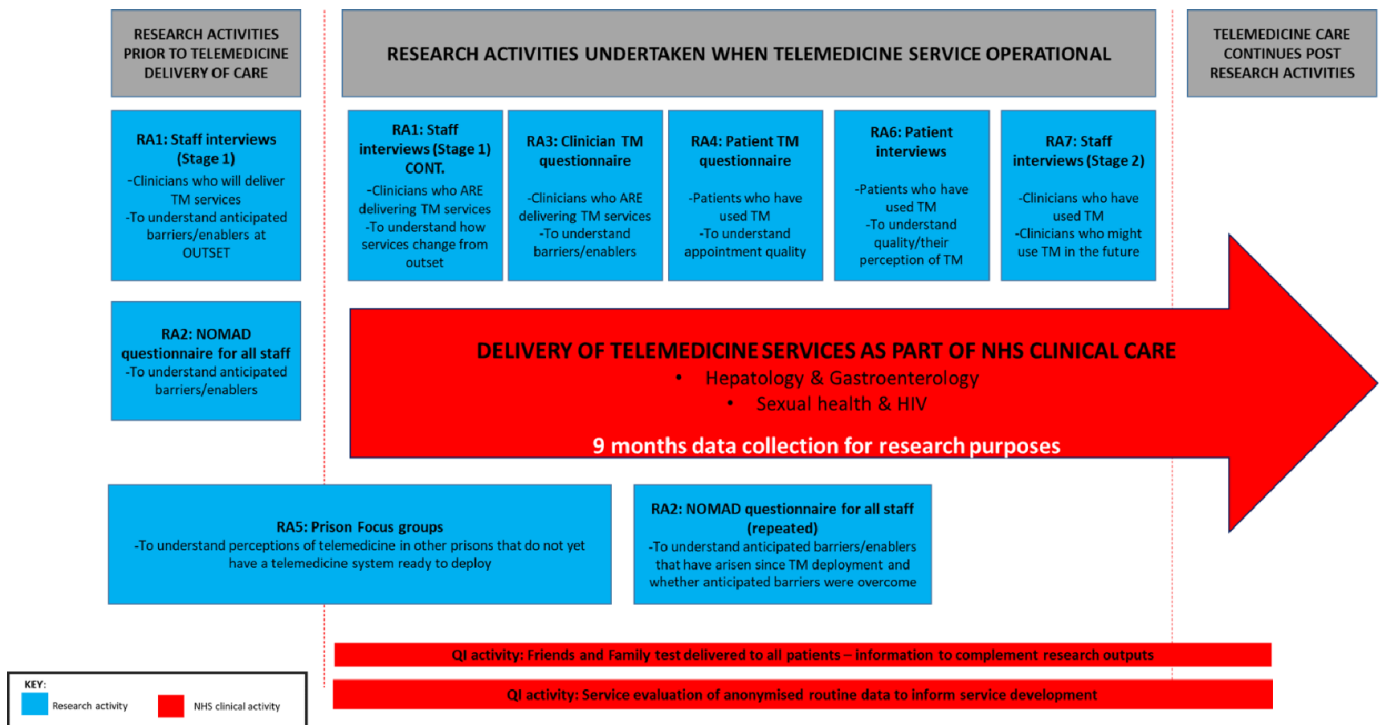 RESEARCH ACTIVITIES
PRIOR TO TELEMEDICINE
DELIVERY OF CARE
RESEARCH ACTIVITIES UNDERTAKEN WHEN TELEMEDICINE SERVICE OPERATIONAL
TELEMEDICINE CARE
CONTINUES POST
RESEARCH ACTIVITIES
RA1: Staff interviews
(Stage 1)
-Clinicians who will deliver
TM services
-To understand anticipated
barriers/enablers at
OUTSET
RA1: Staff
interviews (Stage 1)
CONT.
-Clinicians who ARE
delivering TM services
-To understand how
services change from
outset
RA3: Clinician TM
questionnaire
-Clinicians who ARE
delivering TM services
-To understand
barriers/enablers
RA4: Patient TM
questionnaire
-Patients who have
used TM
-To understand
appointment quality
RA6: Patient
interviews
-Patients who have
used TM
-To understand
quality/their
perception of TM
RA7: Staff
interviews (Stage 2)
-Clinicians who have
used TM
-Clinicians who might
use TM in the future
RA2: NOMAD
questionnaire for all staff
-To understand anticipated
barriers/enablers
DELIVERY OF TELEMEDICINE SERVICES AS PART OF NHS CLINICAL CARE
• Hepatology & Gastroenterology
• Sexual health & HIV
9 months data collection for research purposes
RA5: Prison Focus groups
-To understand perceptions of telemedicine in other prisons that do not yet
have a telemedicine system ready to deploy
RA2: NOMAD questionnaire for all staff
(repeated)
-To understand anticipated barriers/enablers
that have arisen since TM deployment and
whether anticipated barriers were overcome
QI activity: Friends and Family test delivered to all patients – information to complement research outputs
QI activity: Service evaluation of anonymised routine data to inform service development
KEY:
Research activity
NHS clinical activity